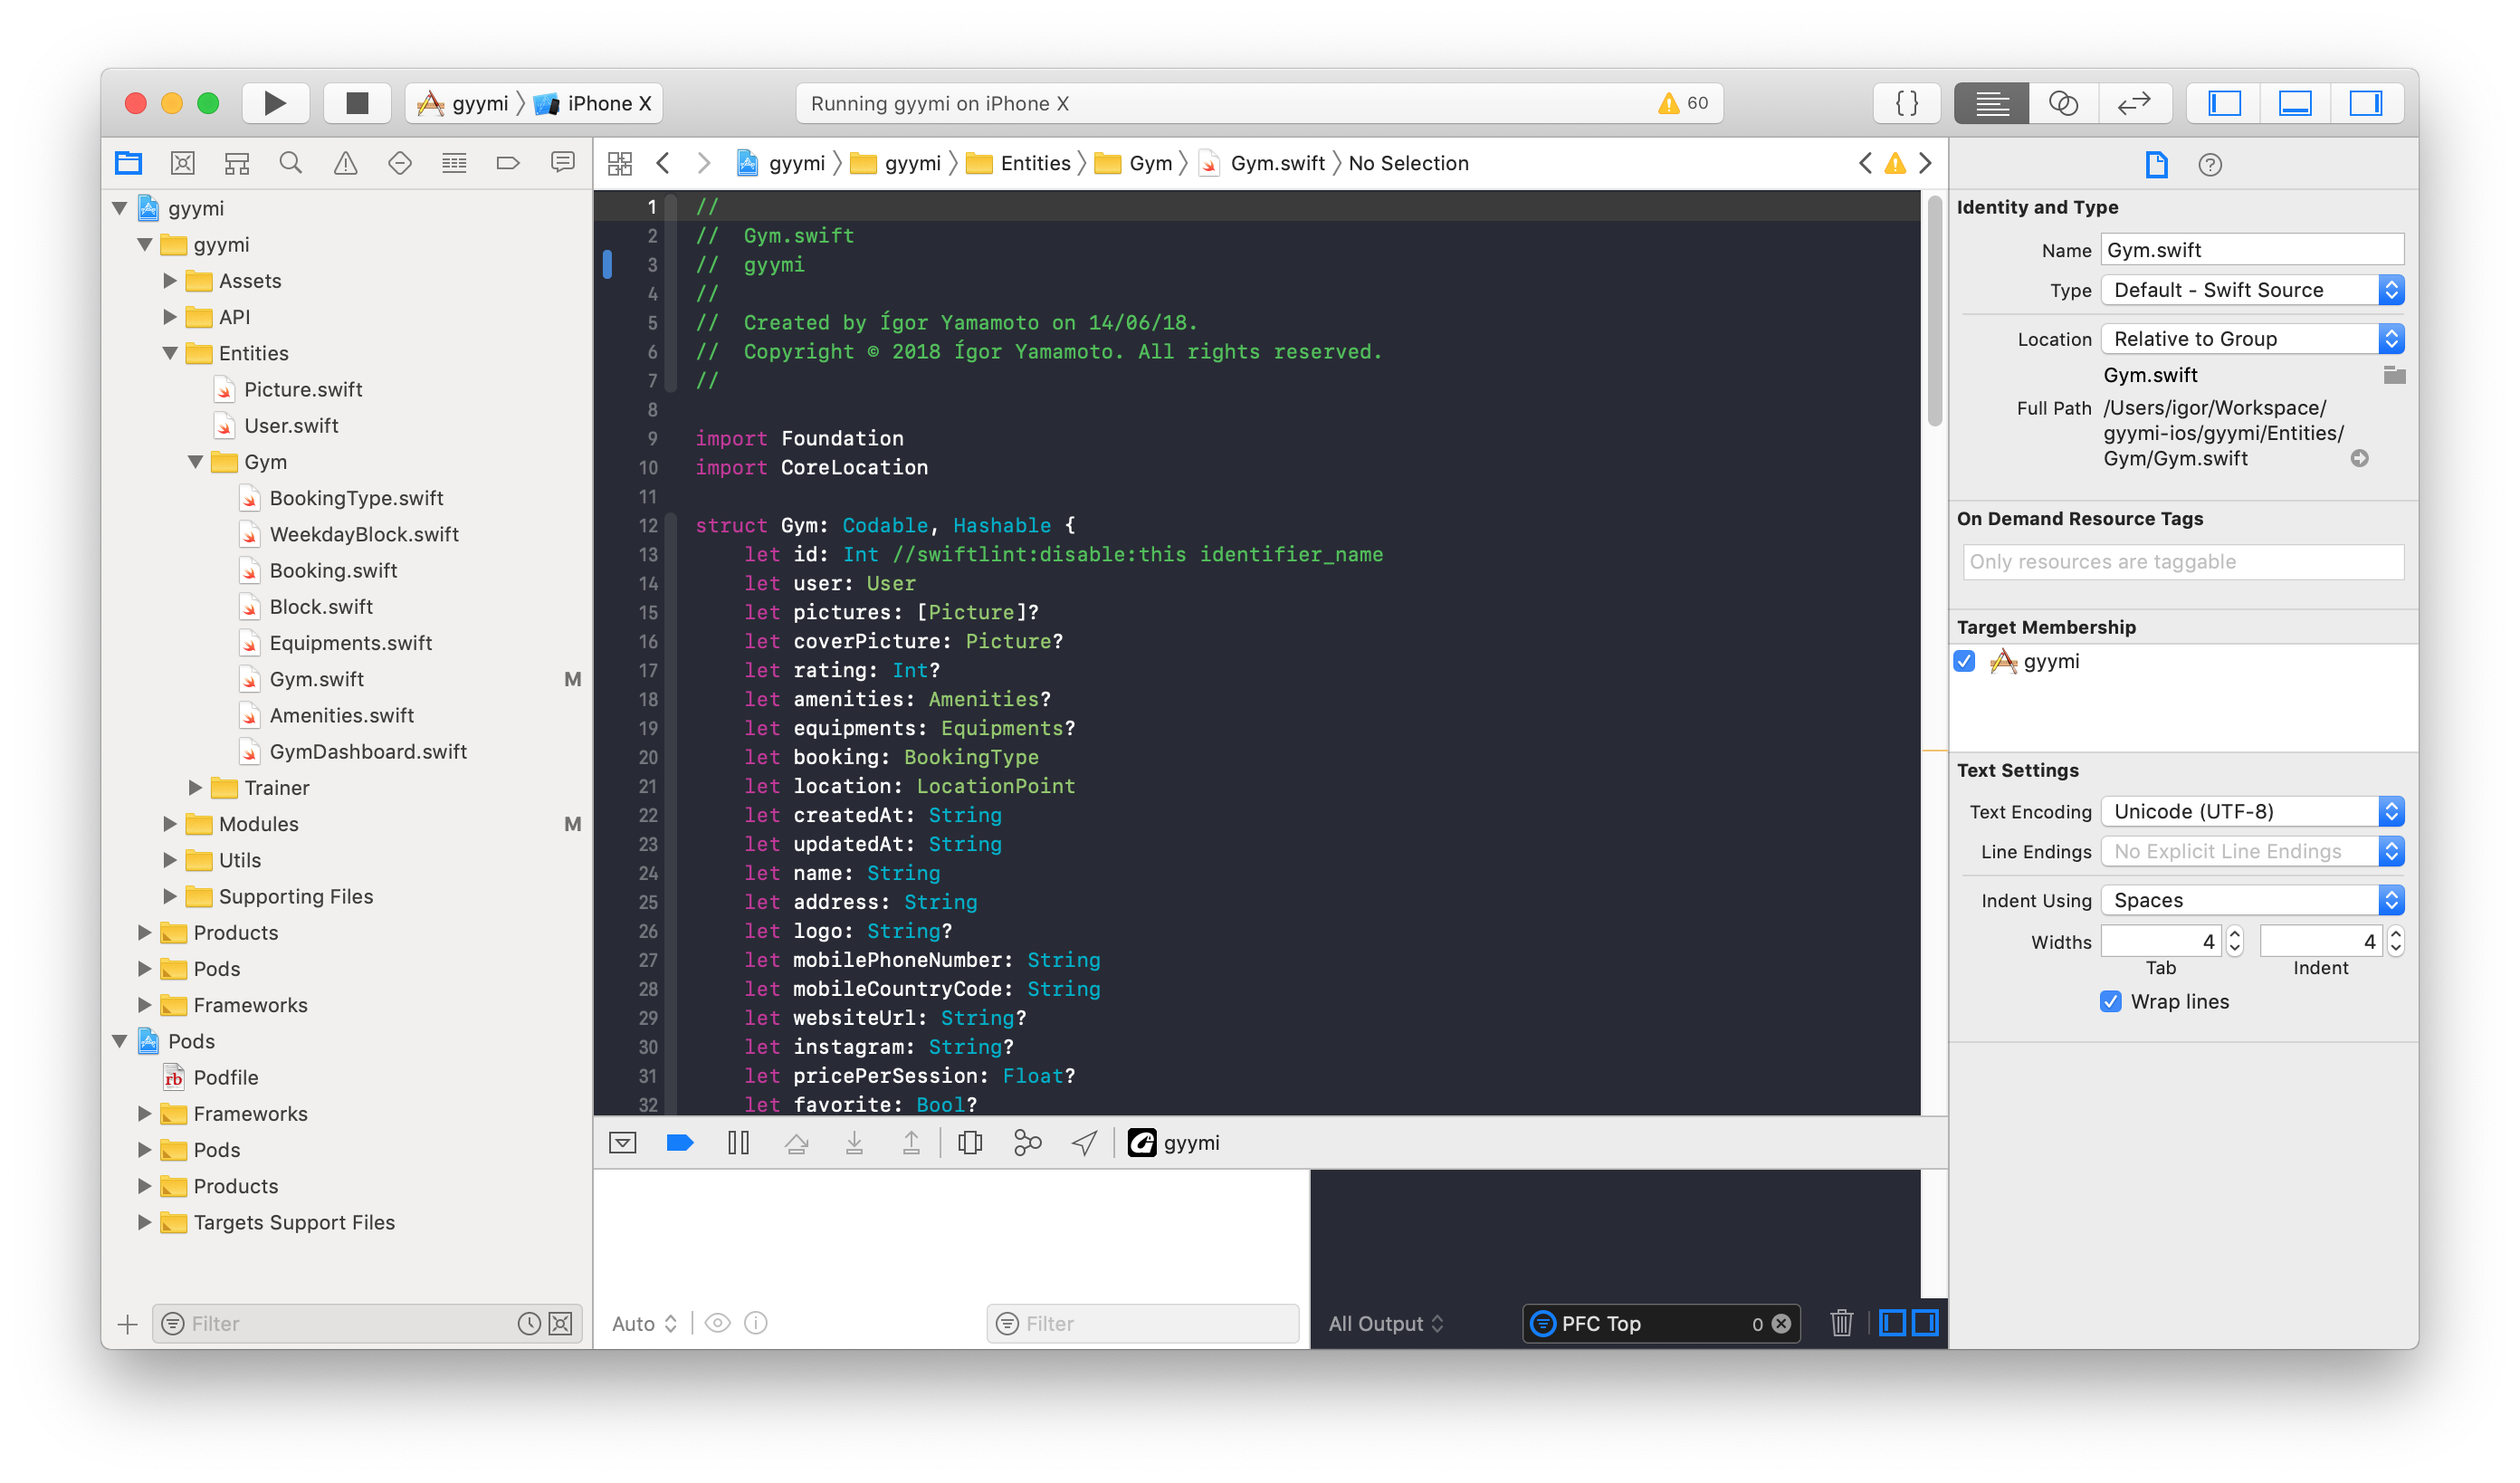 gyymi iPhone X
Running gyymi on iPhone X
60
{ }
gyymi
gyymi
Assets
API
Entities
Picture.swift
User.swift
Gym
BookingType.swift
WeekdayBlock.swift
Booking.swift
Block.swift
Equipments.swift
Gym.swift M
Amenities.swift
GymDashboard.swift
Trainer
Modules M
Utils
Supporting Files
Products
Pods
Frameworks
Pods
rb Podfile
Frameworks
Pods
Products
Targets Support Files
Filter
gyymi gyymi Entities Gym Gym.swift No Selection
1 //
2 //  Gym.swift
3 //  gyymi
4 //
5 //  Created by Ígor Yamamoto on 14/06/18.
6 //  Copyright © 2018 Ígor Yamamoto. All rights reserved.
7 //
8
9 import Foundation
10 import CoreLocation
11
12 struct Gym: Codable, Hashable {
13     let id: Int //swiftlint:disable:this identifier_name
14     let user: User
15     let pictures: [Picture]?
16     let coverPicture: Picture?
17     let rating: Int?
18     let amenities: Amenities?
19     let equipments: Equipments?
20     let booking: BookingType
21     let location: LocationPoint
22     let createdAt: String
23     let updatedAt: String
24     let name: String
25     let address: String
26     let logo: String?
27     let mobilePhoneNumber: String
28     let mobileCountryCode: String
29     let websiteUrl: String?
30     let instagram: String?
31     let pricePerSession: Float?
32     let favorite: Bool?
gyymi
Auto
Filter
All Output
PFC Top 0
Identity and Type
Name Gym.swift
Type Default - Swift Source
Location Relative to Group
Gym.swift
Full Path /Users/igor/Workspace/
gyymi-ios/gyymi/Entities/
Gym/Gym.swift
On Demand Resource Tags
Only resources are taggable
Target Membership
gyymi
Text Settings
Text Encoding Unicode (UTF-8)
Line Endings No Explicit Line Endings
Indent Using Spaces
Widths 4 4
Tab Indent
Wrap lines